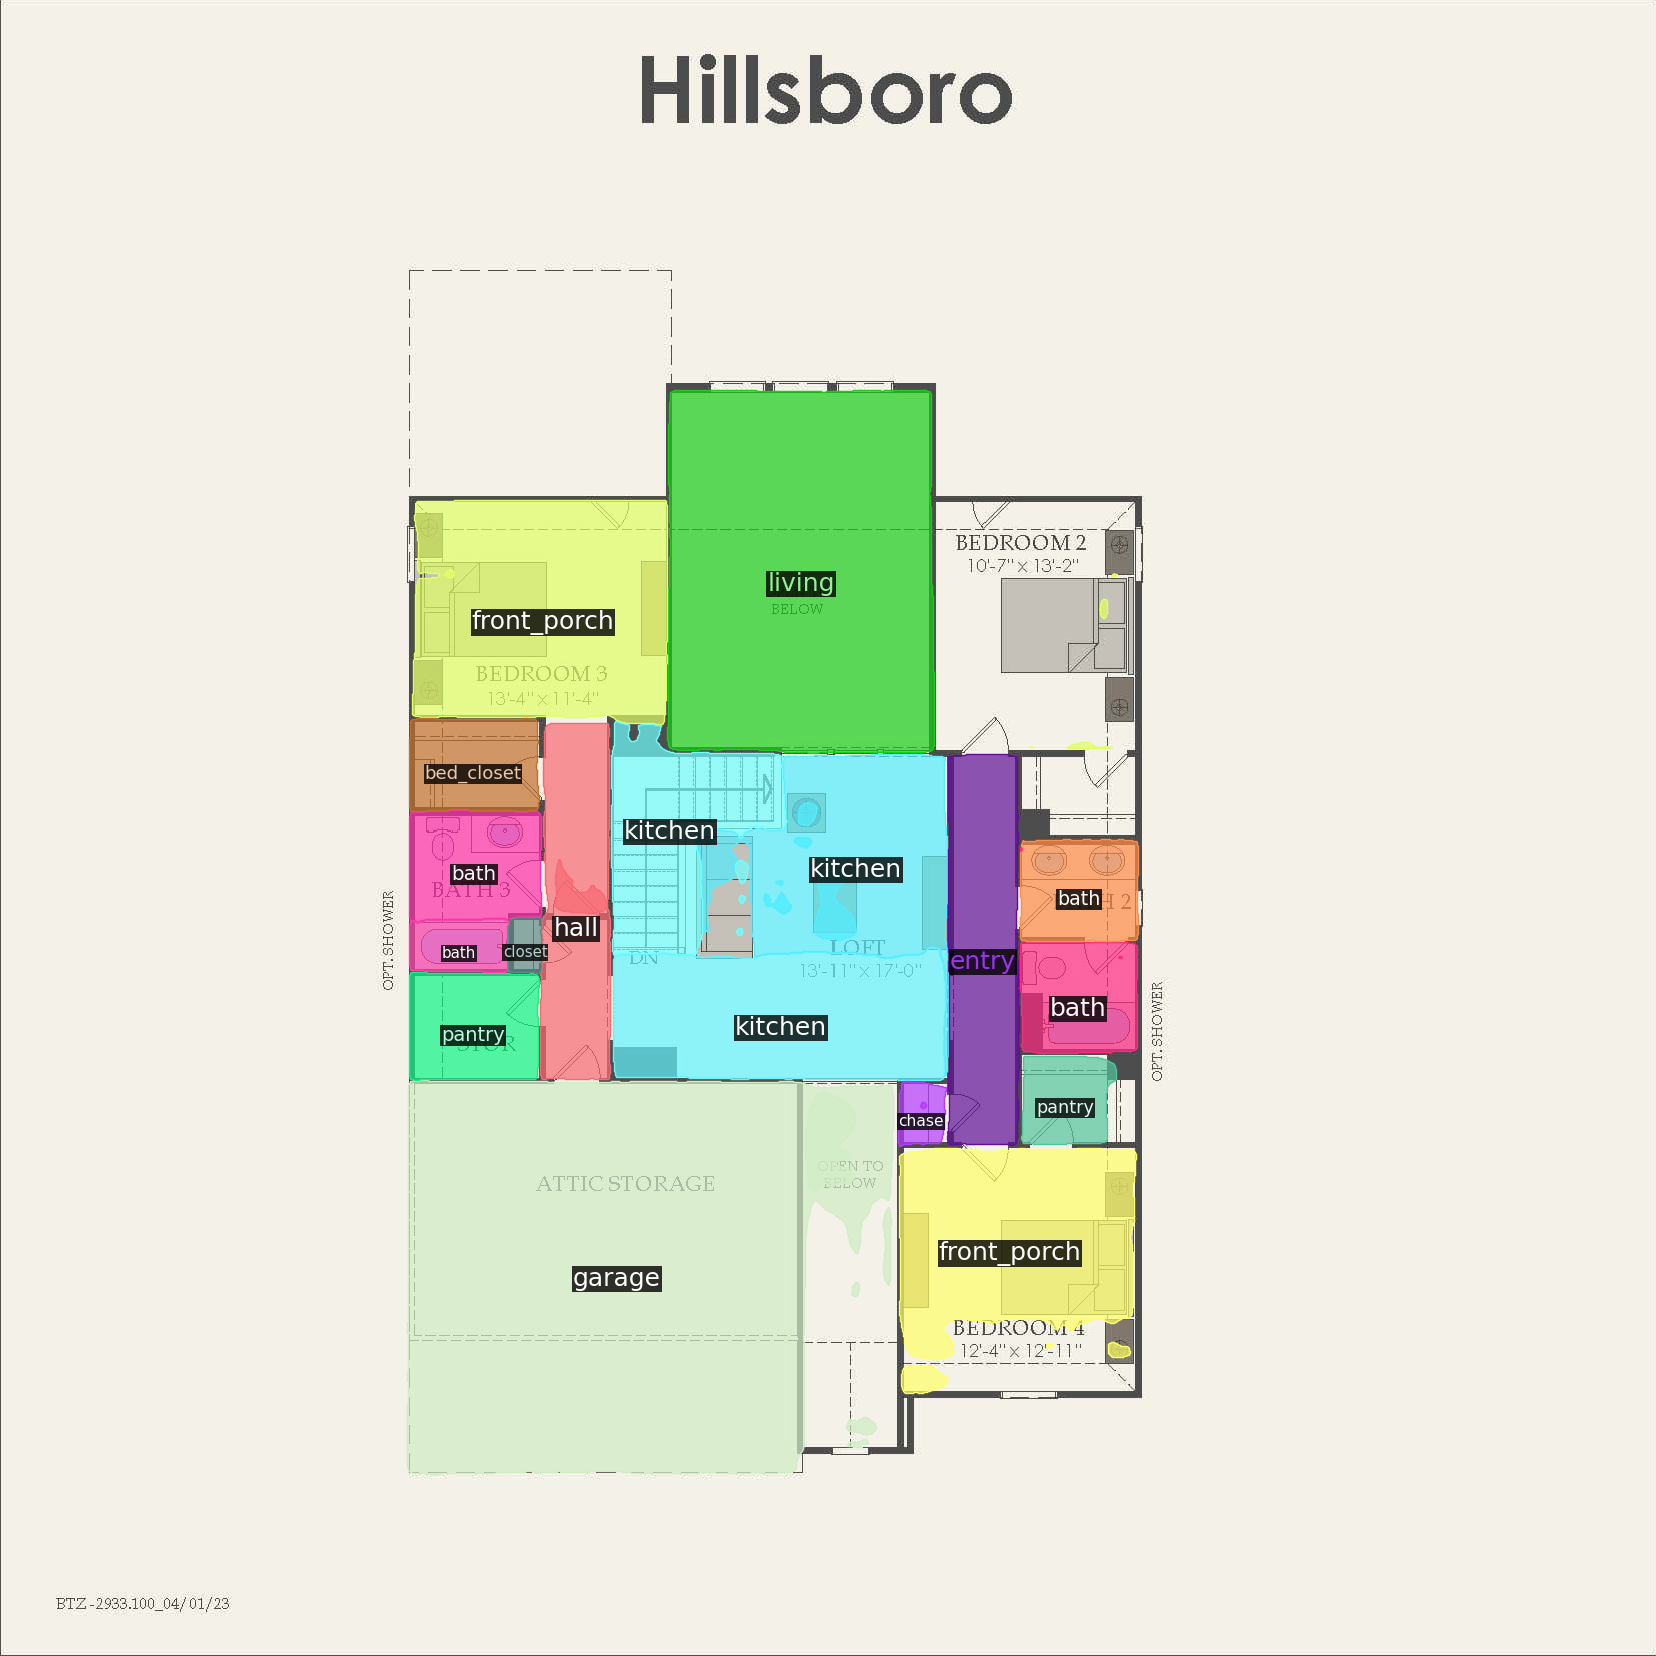 Hillsboro
BEDROOM 2
10'-7" x 13'-2"
living
BELOW
front_porch
BEDROOM 3
13'-4" x 11'-4"
bed_closet
kitchen
kitchen
bath
BATH 3
bath
H 2
OPT. SHOWER
hall
bath
closet
LOFT
DN
13'-11" x 17'-0"
entry
bath
kitchen
pantry
STOR
OPT. SHOWER
chase
pantry
OPEN TO
BELOW
ATTIC STORAGE
garage
front_porch
BEDROOM 4
12'-4" x 12'-11"
BTZ-2933.100_04/01/23